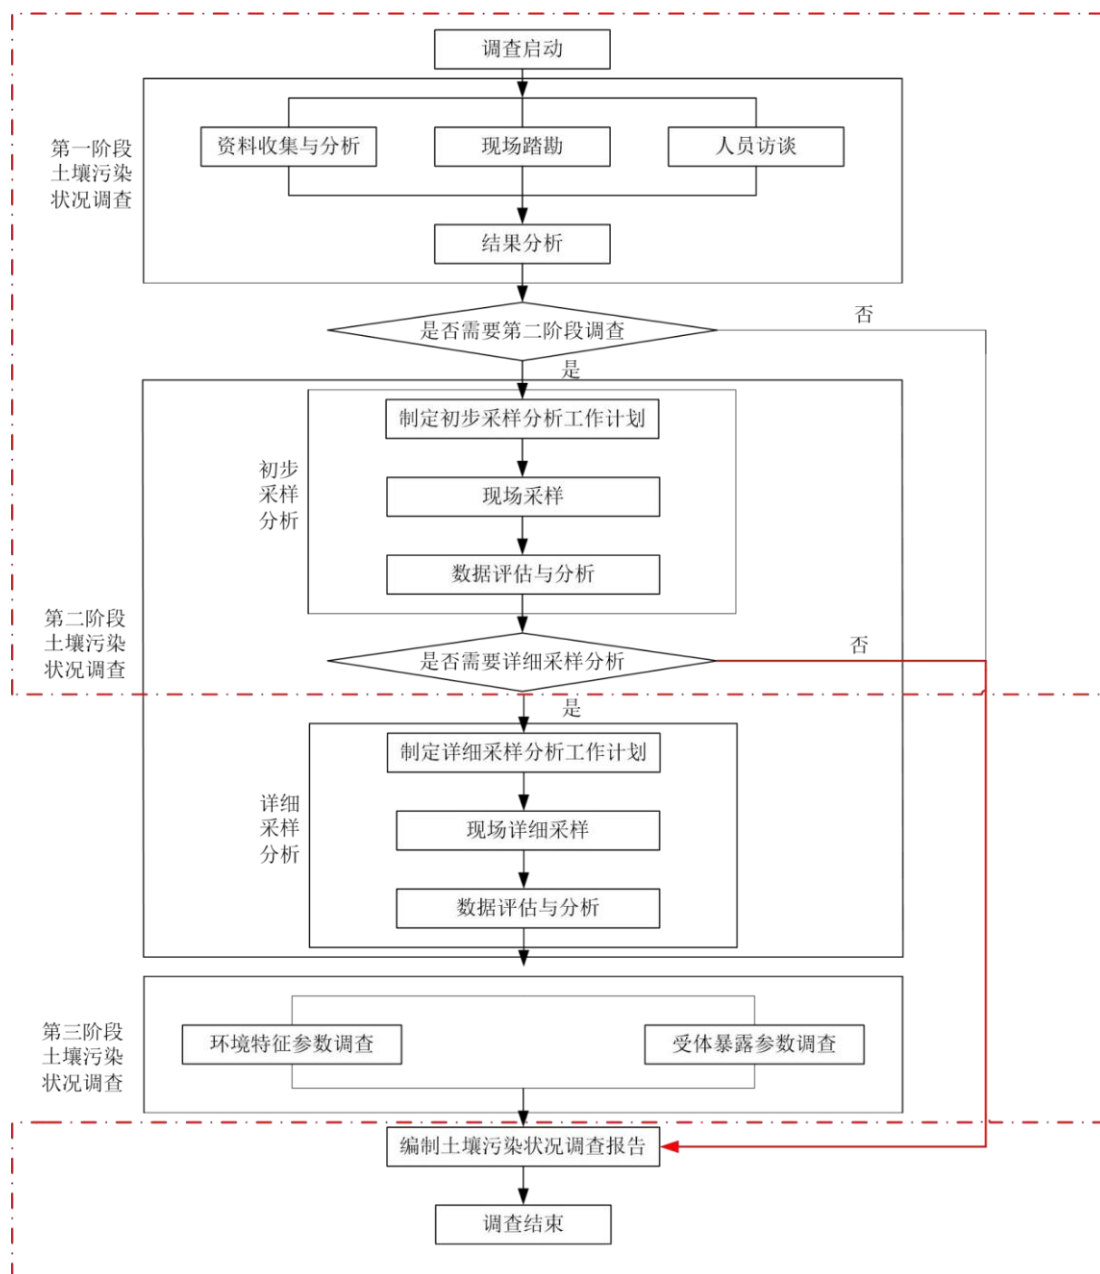 调查启动
第一阶段
土壤污染
状况调查
资料收集与分析
现场踏勘
人员访谈
结果分析
是否需要第二阶段调查
否
是
第二阶段
土壤污染
状况调查
初步
采样
分析
制定初步采样分析工作计划
现场采样
数据评估与分析
是否需要详细采样分析
否
是
详细
采样
分析
制定详细采样分析工作计划
现场详细采样
数据评估与分析
第三阶段
土壤污染
状况调查
环境特征参数调查
受体暴露参数调查
编制土壤污染状况调查报告
调查结束